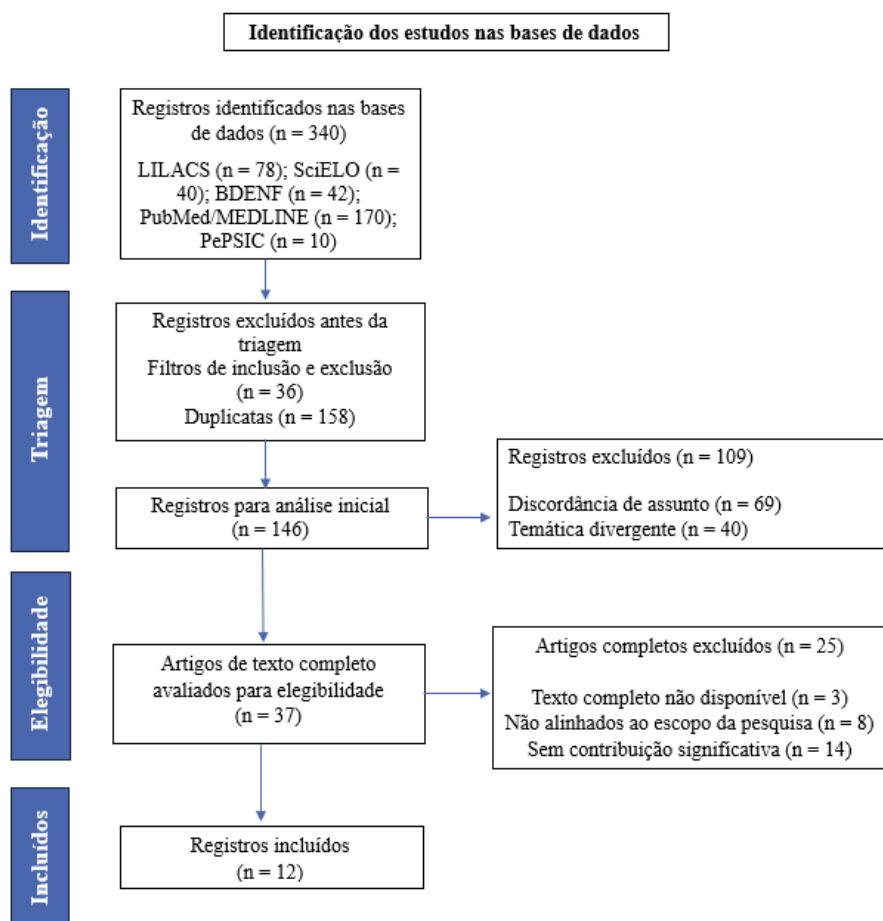 Identificação dos estudos nas bases de dados
Identificação
Registros identificados nas bases
de dados (n = 340)
LILACS (n = 78); SciELO (n =
40); BDENF (n = 42);
PubMed/MEDLINE (n = 170);
PePSIC (n = 10)
Triagem
Registros excluídos antes da
triagem
Filtros de inclusão e exclusão
(n = 36)
Duplicatas (n = 158)
Registros para análise inicial
(n = 146)
Registros excluídos (n = 109)
Discordância de assunto (n = 69)
Temática divergente (n = 40)
Elegibilidade
Artigos de texto completo
avaliados para elegibilidade
(n = 37)
Artigos completos excluídos (n = 25)
Texto completo não disponível (n = 3)
Não alinhados ao escopo da pesquisa (n = 8)
Sem contribuição significativa (n = 14)
Incluídos
Registros incluídos
(n = 12)